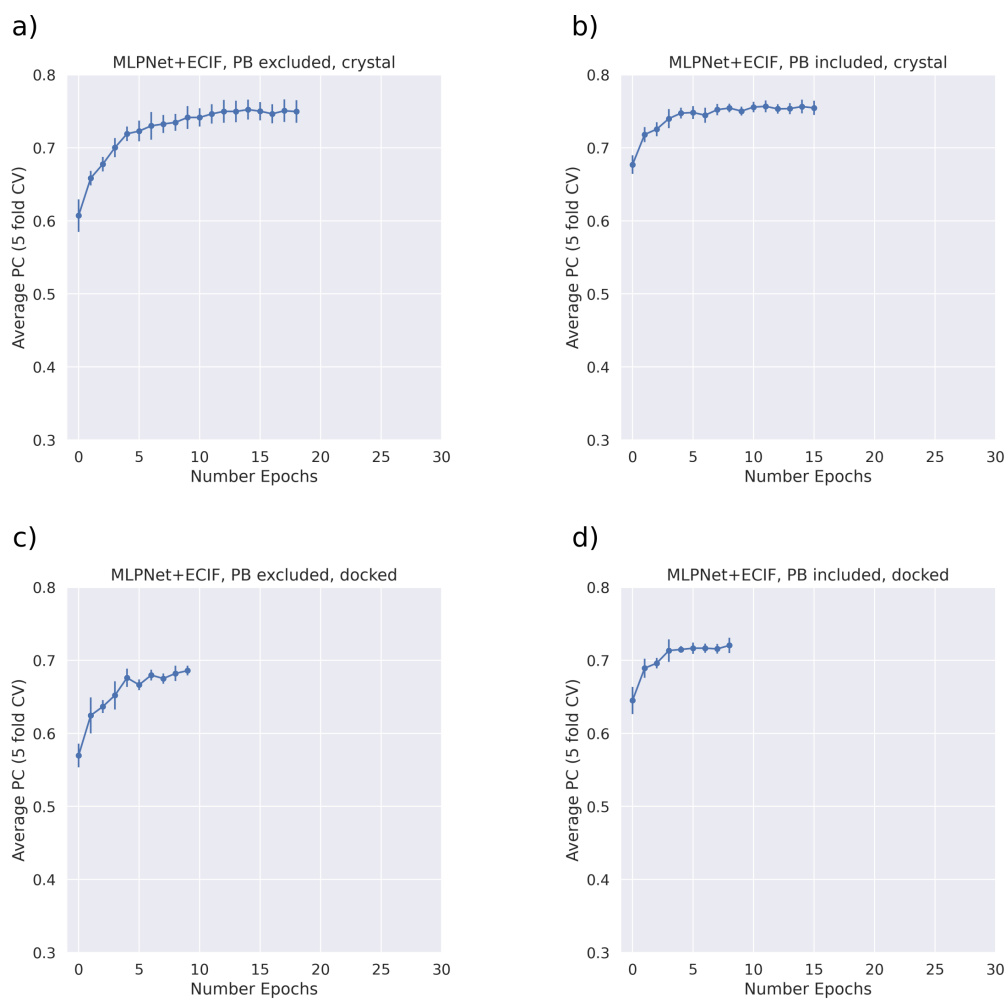 a)
MLPNet+ECIF, PB excluded, crystal
0.8
0.7
0.6
0.5
0.4
0.3
Average PC (5 fold CV)
0 5 10 15 20 25 30
Number Epochs
b)
MLPNet+ECIF, PB included, crystal
0.8
0.7
0.6
0.5
0.4
0.3
Average PC (5 fold CV)
0 5 10 15 20 25 30
Number Epochs
c)
MLPNet+ECIF, PB excluded, docked
0.8
0.7
0.6
0.5
0.4
0.3
Average PC (5 fold CV)
0 5 10 15 20 25 30
Number Epochs
d)
MLPNet+ECIF, PB included, docked
0.8
0.7
0.6
0.5
0.4
0.3
Average PC (5 fold CV)
0 5 10 15 20 25 30
Number Epochs